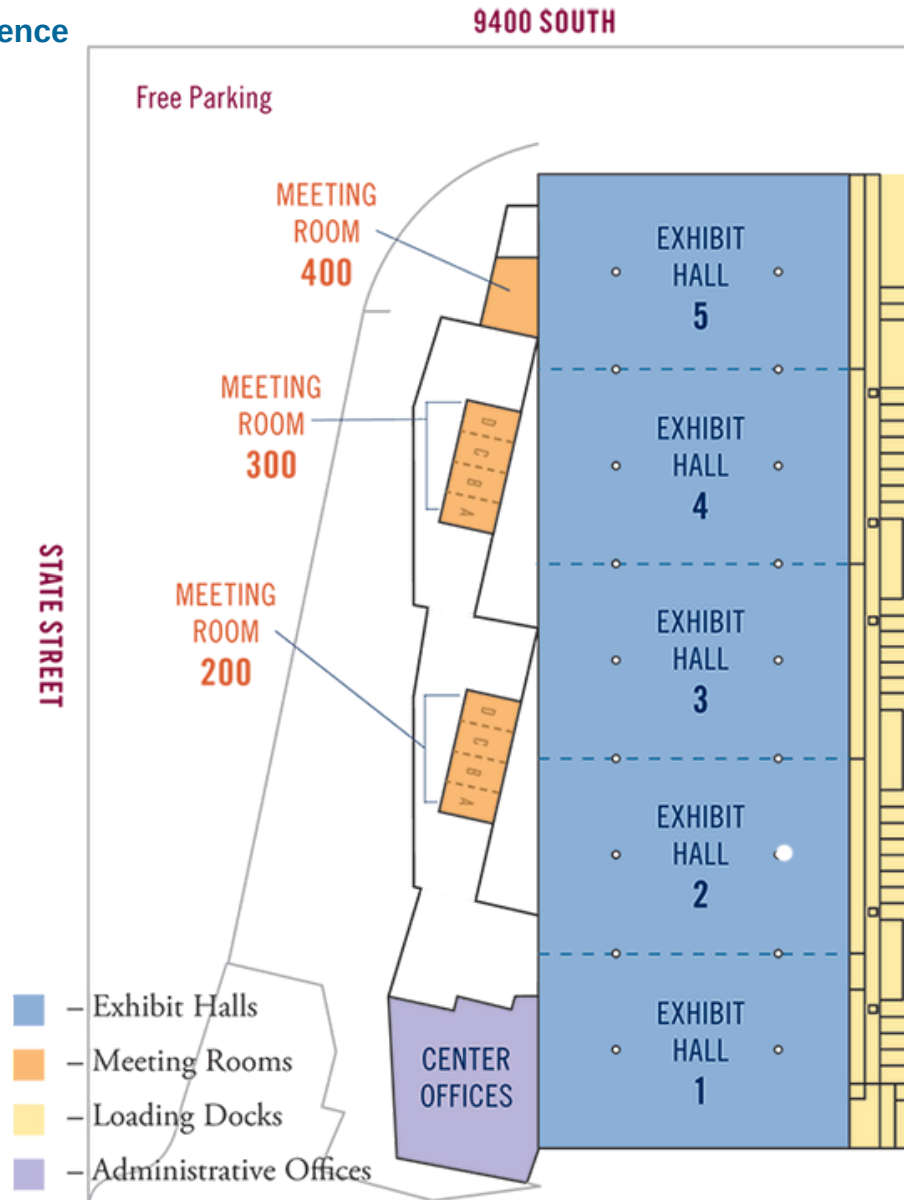 ence
9400 SOUTH
Free Parking
MEETING
ROOM
400
EXHIBIT
HALL
5
MEETING
ROOM
300
D
C
B
A
EXHIBIT
HALL
4
STATE STREET
MEETING
ROOM
200
D
C
B
A
EXHIBIT
HALL
3
EXHIBIT
HALL
2
EXHIBIT
HALL
1
CENTER
OFFICES
– Exhibit Halls
– Meeting Rooms
– Loading Docks
– Administrative Offices